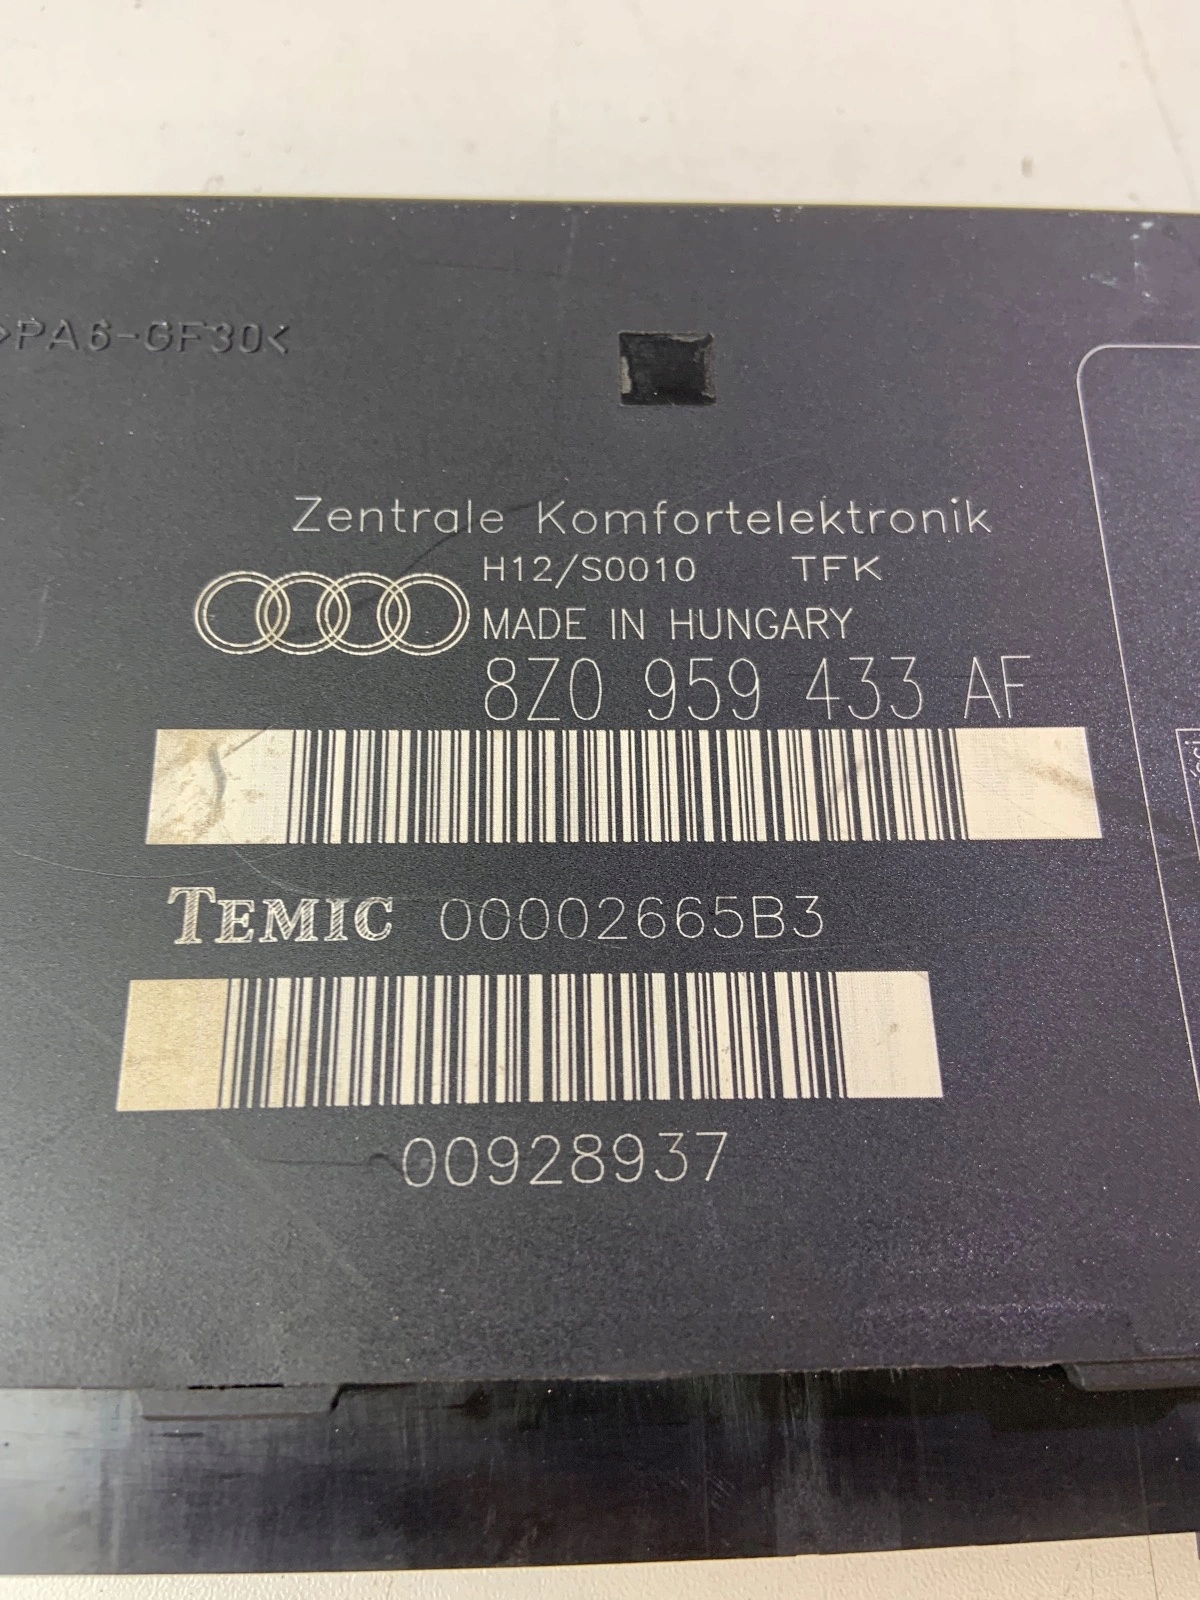 >PA6-GF30<
Zentrale Komfortelektronik
H12/S0010 TFK
MADE IN HUNGARY
8Z0 959 433 AF
TEMIC 00002665B3
00928937